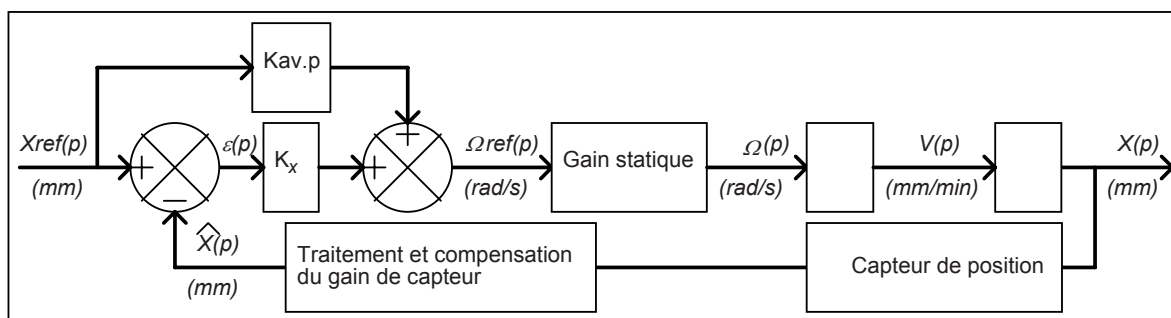 Kav.p
Xref(p)
(mm)
+
−
ε(p)
Kx
+
+
Ωref(p)
(rad/s)
Gain statique
Ω(p)
(rad/s)
V(p)
(mm/min)
X(p)
(mm)
X̂(p)
(mm)
Traitement et compensation
du gain de capteur
Capteur de position